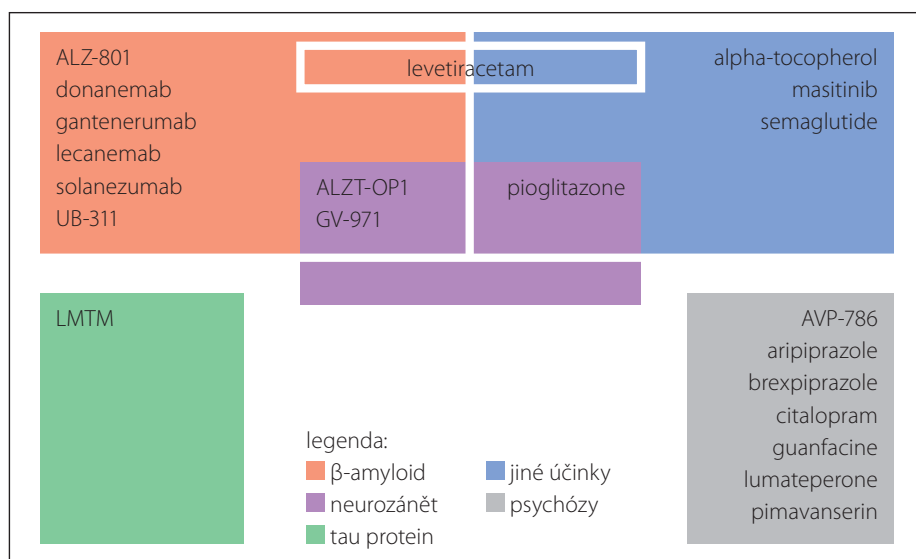 ALZ-801
donanemab
gantenerumab
lecanemab
solanezumab
UB-311
levetiracetam
alpha-tocopherol
masitinib
semaglutide
ALZT-OP1
GV-971
pioglitazone
LMTM
AVP-786
aripiprazole
brexpiprazole
citalopram
guanfacine
lumateperone
pimavanserin
legenda:
β-amyloid
neurozánět
tau protein
jiné účinky
psychózy